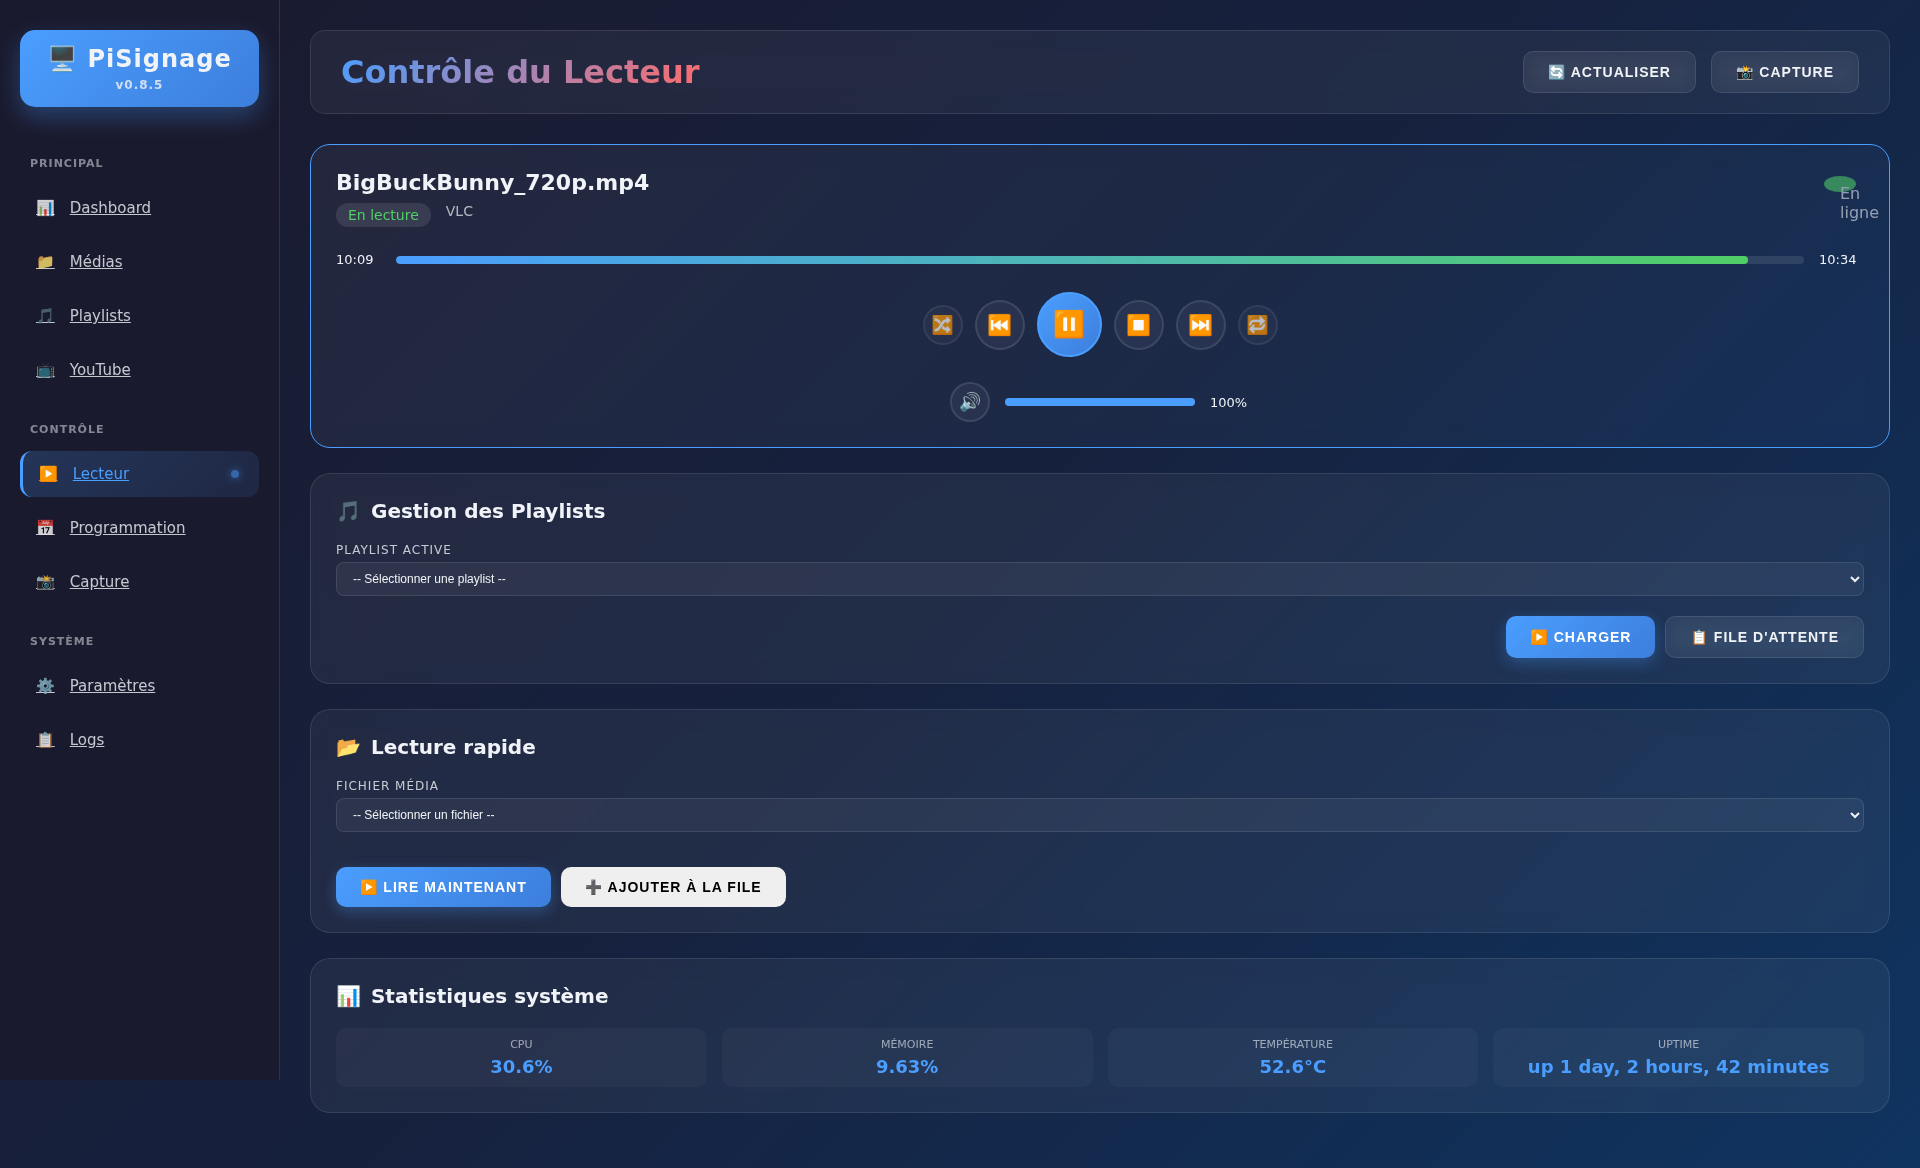 PiSignage
v0.8.5
PRINCIPAL
Dashboard
Médias
Playlists
YouTube
CONTRÔLE
Lecteur
Programmation
Capture
SYSTÈME
Paramètres
Logs
Contrôle du Lecteur
ACTUALISER
CAPTURE
BigBuckBunny_720p.mp4
En lecture
VLC
En
ligne
10:09
10:34
100%
Gestion des Playlists
PLAYLIST ACTIVE
-- Sélectionner une playlist --
CHARGER
FILE D'ATTENTE
Lecture rapide
FICHIER MÉDIA
-- Sélectionner un fichier --
LIRE MAINTENANT
AJOUTER À LA FILE
Statistiques système
CPU
30.6%
MÉMOIRE
9.63%
TEMPÉRATURE
52.6°C
UPTIME
up 1 day, 2 hours, 42 minutes